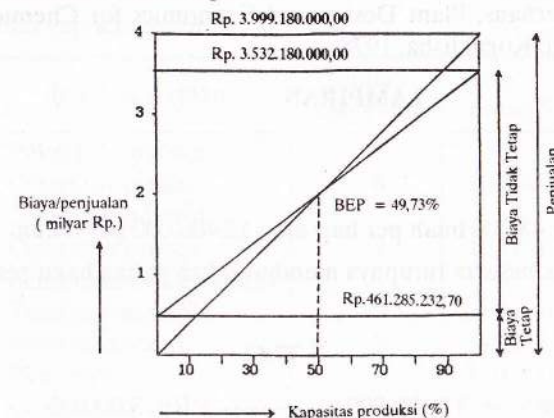 Rp. 3.999.180.000,00
Rp. 3.532.180.000,00
4
3
2
1
Biaya/penjualan
( milyar Rp.)
BEP = 49,73%
Rp.461.285.232,70
Biaya Tidak Tetap
Biaya
Tetap
Penjualan
10 30 50 70 90
Kapasitas produksi (%)